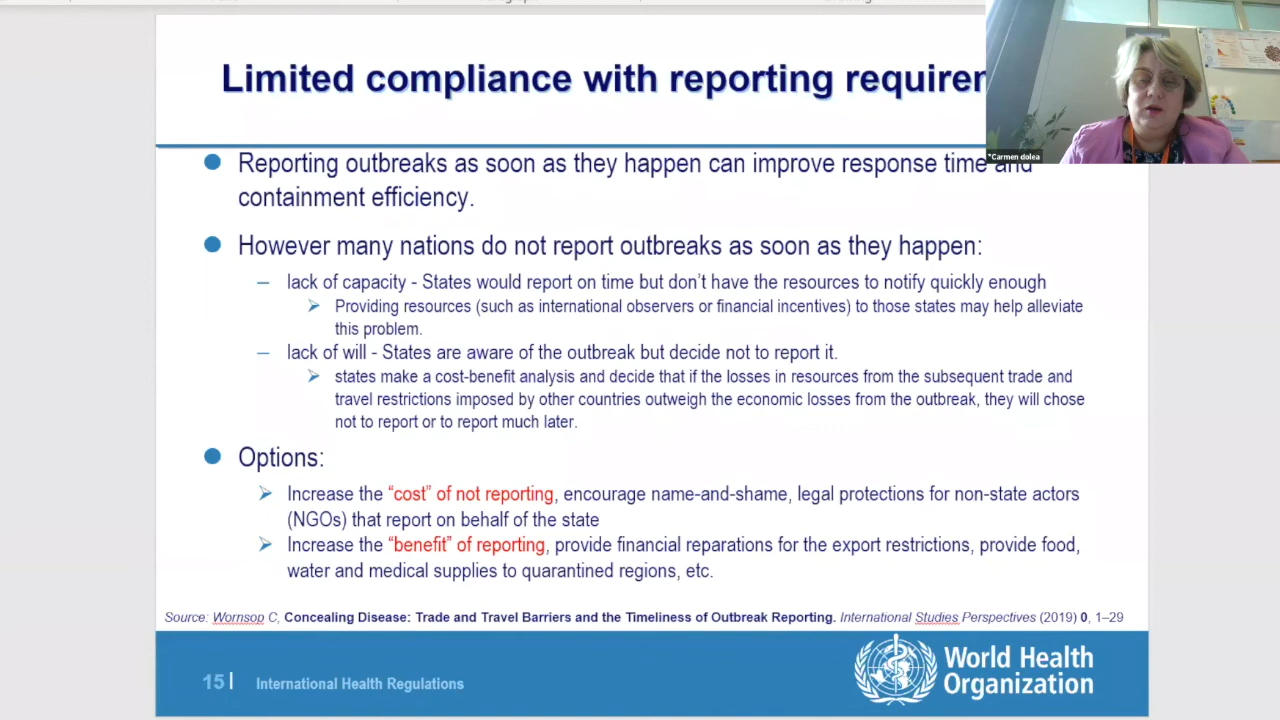 Limited compliance with reporting
*Carmen dolea
Reporting outbreaks as soon as they happen can improve response time and
containment efficiency.
However many nations do not report outbreaks as soon as they happen:
– lack of capacity - States would report on time but don't have the resources to notify quickly enough
Providing resources (such as international observers or financial incentives) to those states may help alleviate
this problem.
– lack of will - States are aware of the outbreak but decide not to report it.
states make a cost-benefit analysis and decide that if the losses in resources from the subsequent trade and
travel restrictions imposed by other countries outweigh the economic losses from the outbreak, they will chose
not to report or to report much later.
Options:
Increase the “cost” of not reporting, encourage name-and-shame, legal protections for non-state actors
(NGOs) that report on behalf of the state
Increase the “benefit” of reporting, provide financial reparations for the export restrictions, provide food,
water and medical supplies to quarantined regions, etc.
Source: Wornsop C, Concealing Disease: Trade and Travel Barriers and the Timeliness of Outbreak Reporting. International Studies Perspectives (2019) 0, 1–29
15 | International Health Regulations
World Health
Organization